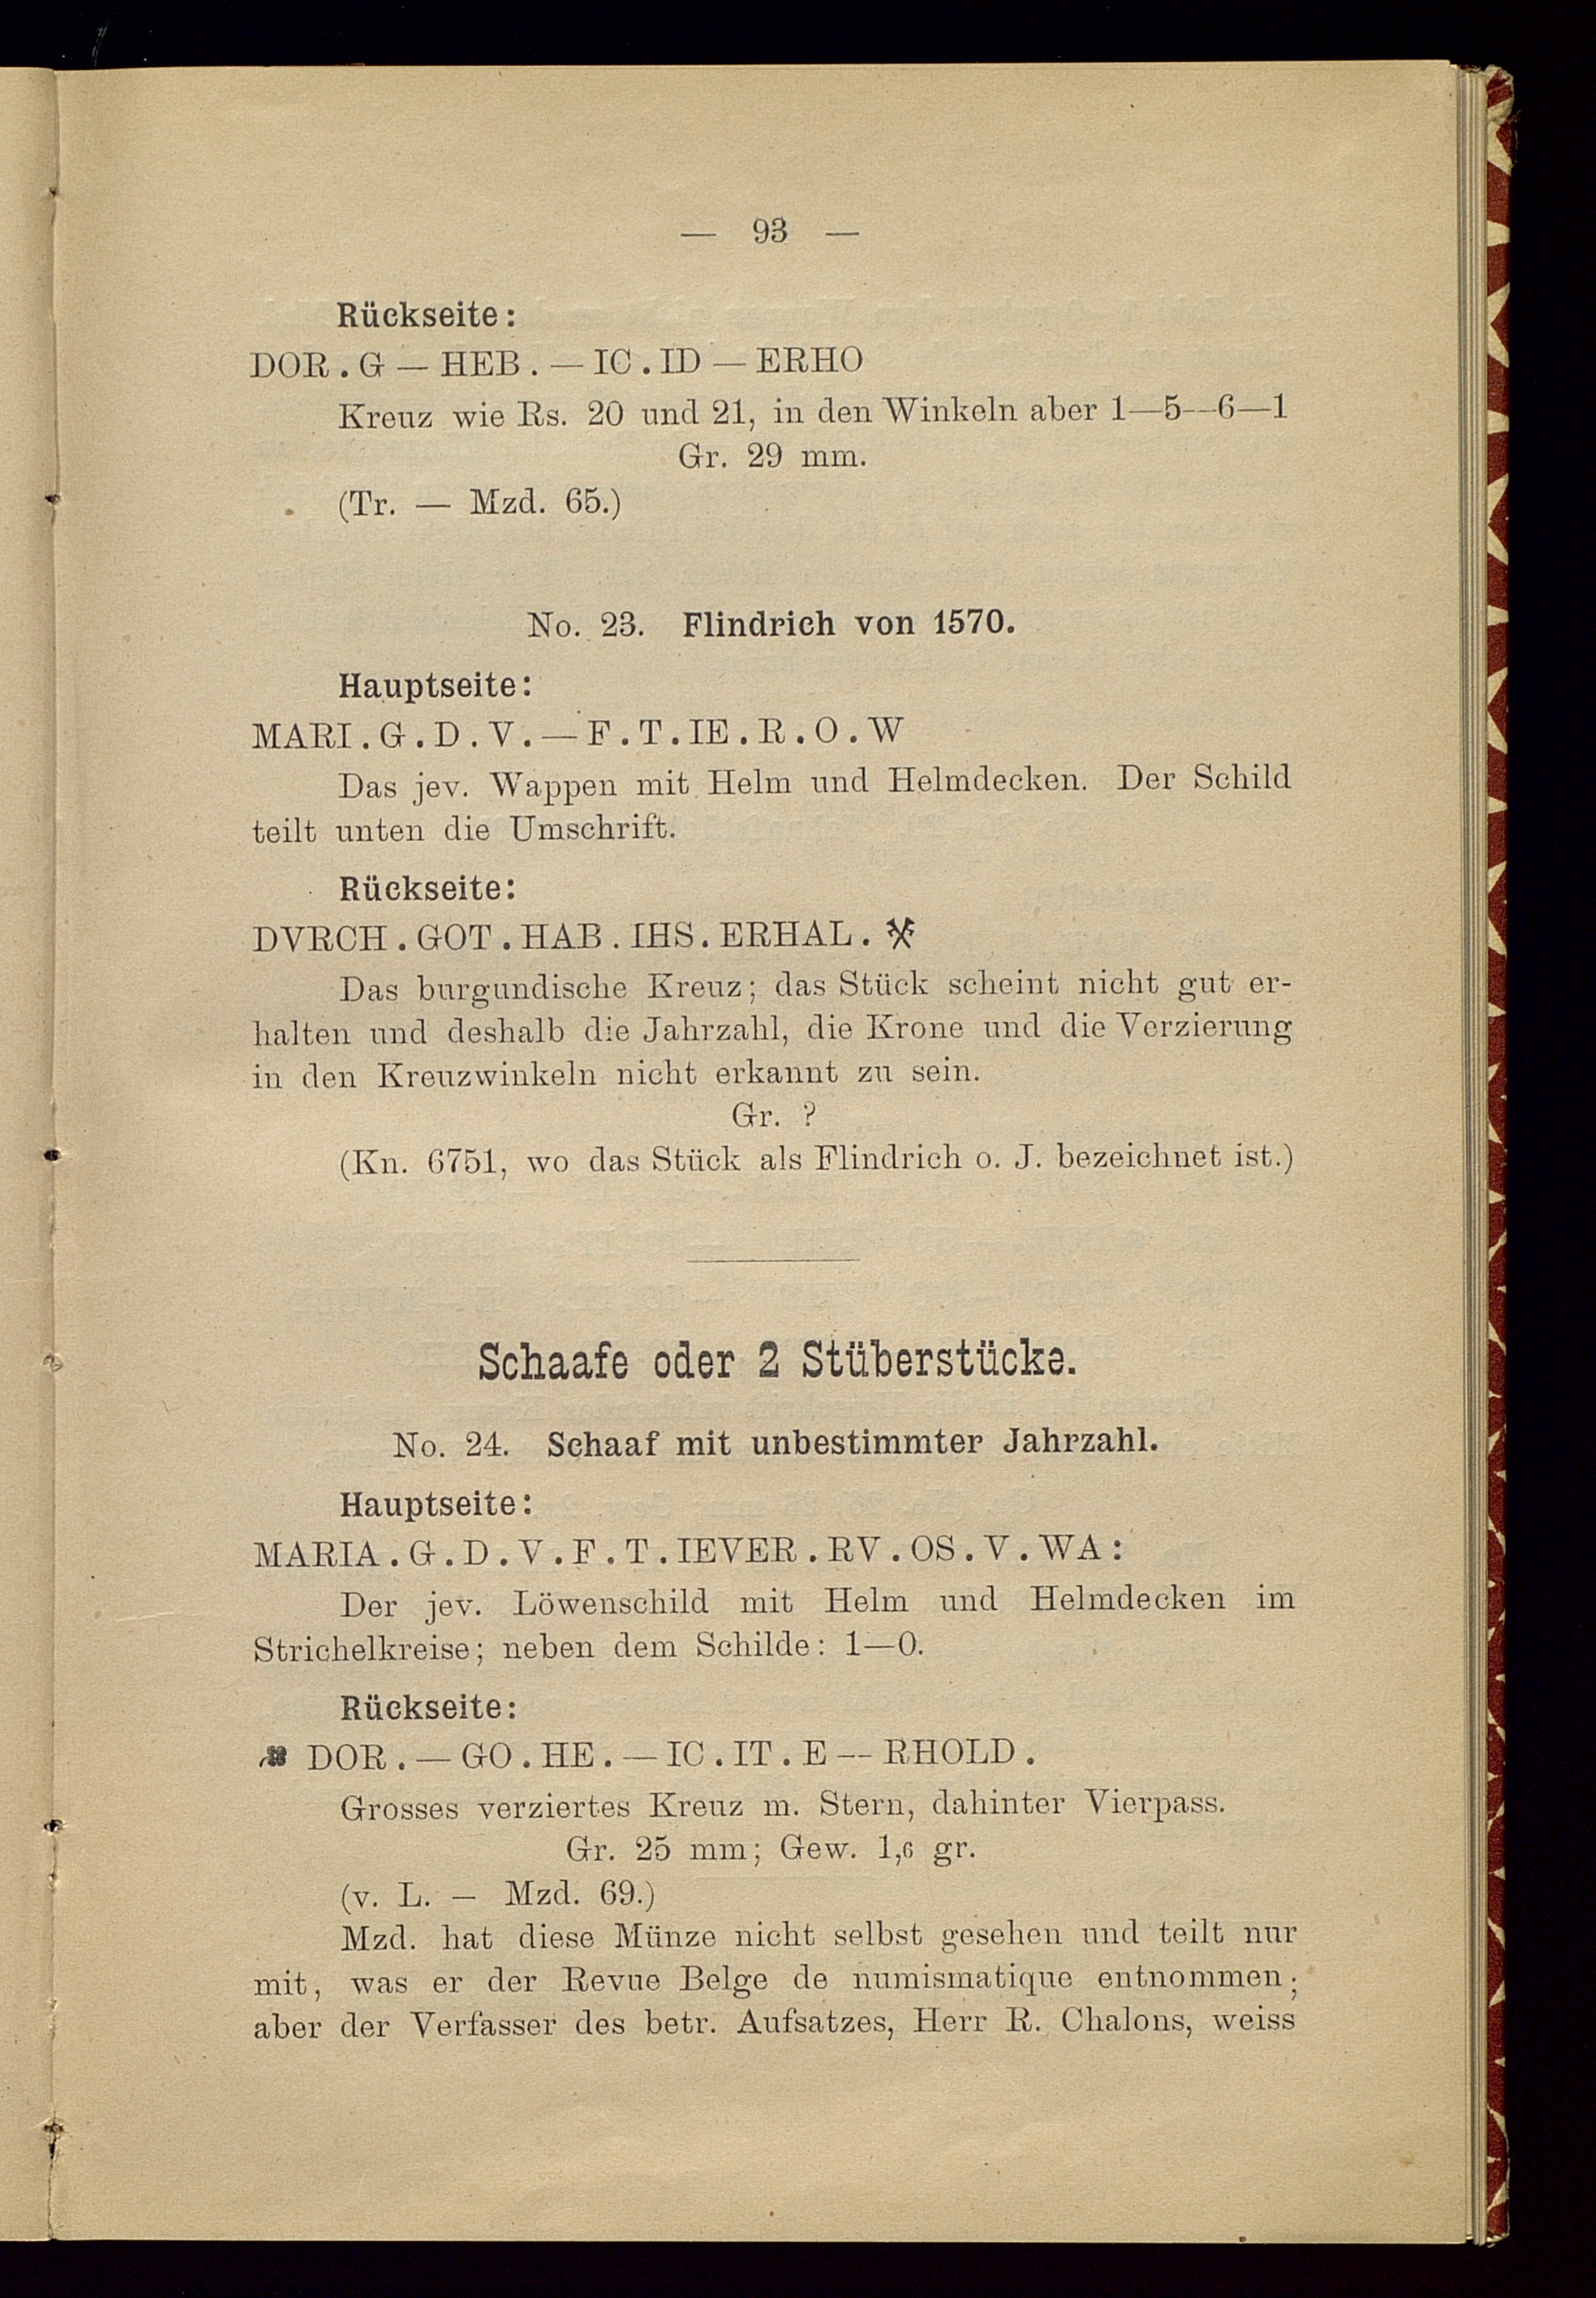 — 93 —
Rückseite:
DOR . G — HEB . — IC . ID — ERHO
Kreuz wie Rs. 20 und 21, in den Winkeln aber 1—5—6—1
Gr. 29 mm.
(Tr. — Mzd. 65.)
No. 23. Flindrich von 1570.
Hauptseite:
MARI . G . D . V . — F . T . IE . R . O . W
Das jev. Wappen mit Helm und Helmdecken. Der Schild
teilt unten die Umschrift.
Rückseite:
DVRCH . GOT . HAB . IHS . ERHAL . ⚒
Das burgundische Kreuz; das Stück scheint nicht gut er-
halten und deshalb die Jahrzahl, die Krone und die Verzierung
in den Kreuzwinkeln nicht erkannt zu sein.
Gr. ?
(Kn. 6751, wo das Stück als Flindrich o. J. bezeichnet ist.)
Schaafe oder 2 Stüberstücke.
No. 24. Schaaf mit unbestimmter Jahrzahl.
Hauptseite:
MARIA . G . D . V . F . T . IEVER . RV . OS . V . WA :
Der jev. Löwenschild mit Helm und Helmdecken im
Strichelkreise; neben dem Schilde: 1—0.
Rückseite:
DOR . — GO . HE . — IC . IT . E — RHOLD .
Grosses verziertes Kreuz m. Stern, dahinter Vierpass.
Gr. 25 mm; Gew. 1,6 gr.
(v. L. — Mzd. 69.)
Mzd. hat diese Münze nicht selbst gesehen und teilt nur
mit, was er der Revue Belge de numismatique entnommen;
aber der Verfasser des betr. Aufsatzes, Herr R. Chalons, weiss